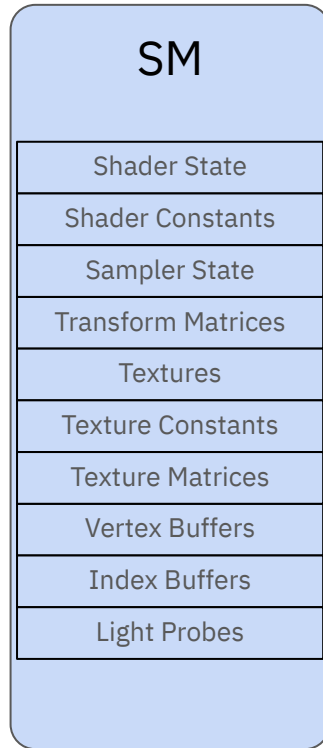 SM
Shader State
Shader Constants
Sampler State
Transform Matrices
Textures
Texture Constants
Texture Matrices
Vertex Buffers
Index Buffers
Light Probes